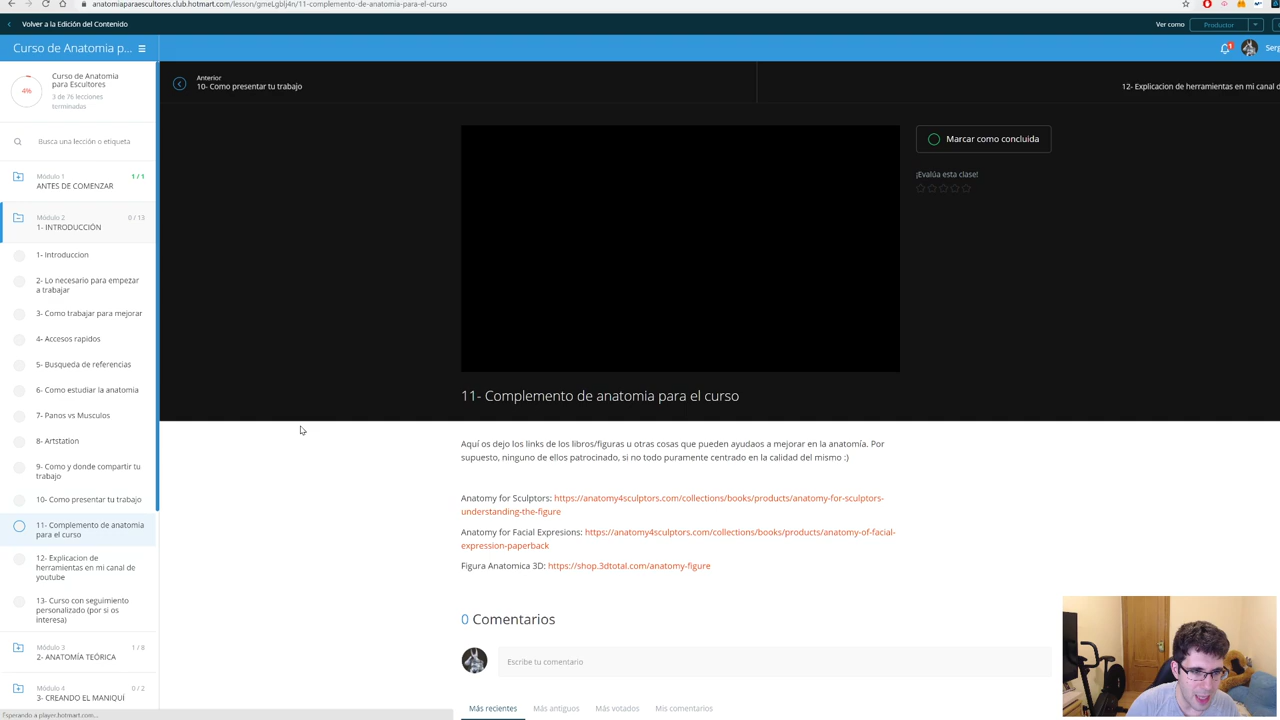 anatomiaparaescultores.club.hotmart.com/lesson/gmeLgblj4n/11-complemento-de-anatomia-para-el-curso
Volver a la Edición del Contenido
Ver como
Productor
Curso de Anatomia p...
1
Serg
4%
Curso de Anatomia
para Escultores
3 de 76 lecciones
terminadas
Busca una lección o etiqueta
Módulo 1
1 / 1
ANTES DE COMENZAR
Módulo 2
0 / 13
1- INTRODUCCIÓN
1- Introduccion
2- Lo necesario para empezar
a trabajar
3- Como trabajar para mejorar
4- Accesos rapidos
5- Busqueda de referencias
6- Como estudiar la anatomia
7- Panos vs Musculos
8- Artstation
9- Como y donde compartir tu
trabajo
10- Como presentar tu trabajo
11- Complemento de anatomia
para el curso
12- Explicacion de
herramientas en mi canal de
youtube
13- Curso con seguimiento
personalizado (por si os
interesa)
Módulo 3
1 / 8
2- ANATOMÍA TEÓRICA
Módulo 4
0 / 2
3- CREANDO EL MANIQUÍ
Esperando a player.hotmart.com...
Anterior
10- Como presentar tu trabajo
12- Explicacion de herramientas en mi canal d
Marcar como concluida
¡Evalúa esta clase!
11- Complemento de anatomia para el curso
Aquí os dejo los links de los libros/figuras u otras cosas que pueden ayudaos a mejorar en la anatomía. Por
supuesto, ninguno de ellos patrocinado, si no todo puramente centrado en la calidad del mismo :)
Anatomy for Sculptors: https://anatomy4sculptors.com/collections/books/products/anatomy-for-sculptors-
understanding-the-figure
Anatomy for Facial Expresions: https://anatomy4sculptors.com/collections/books/products/anatomy-of-facial-
expression-paperback
Figura Anatomica 3D: https://shop.3dtotal.com/anatomy-figure
0 Comentarios
Escribe tu comentario
Más recientes
Más antiguos
Más votados
Mis comentarios